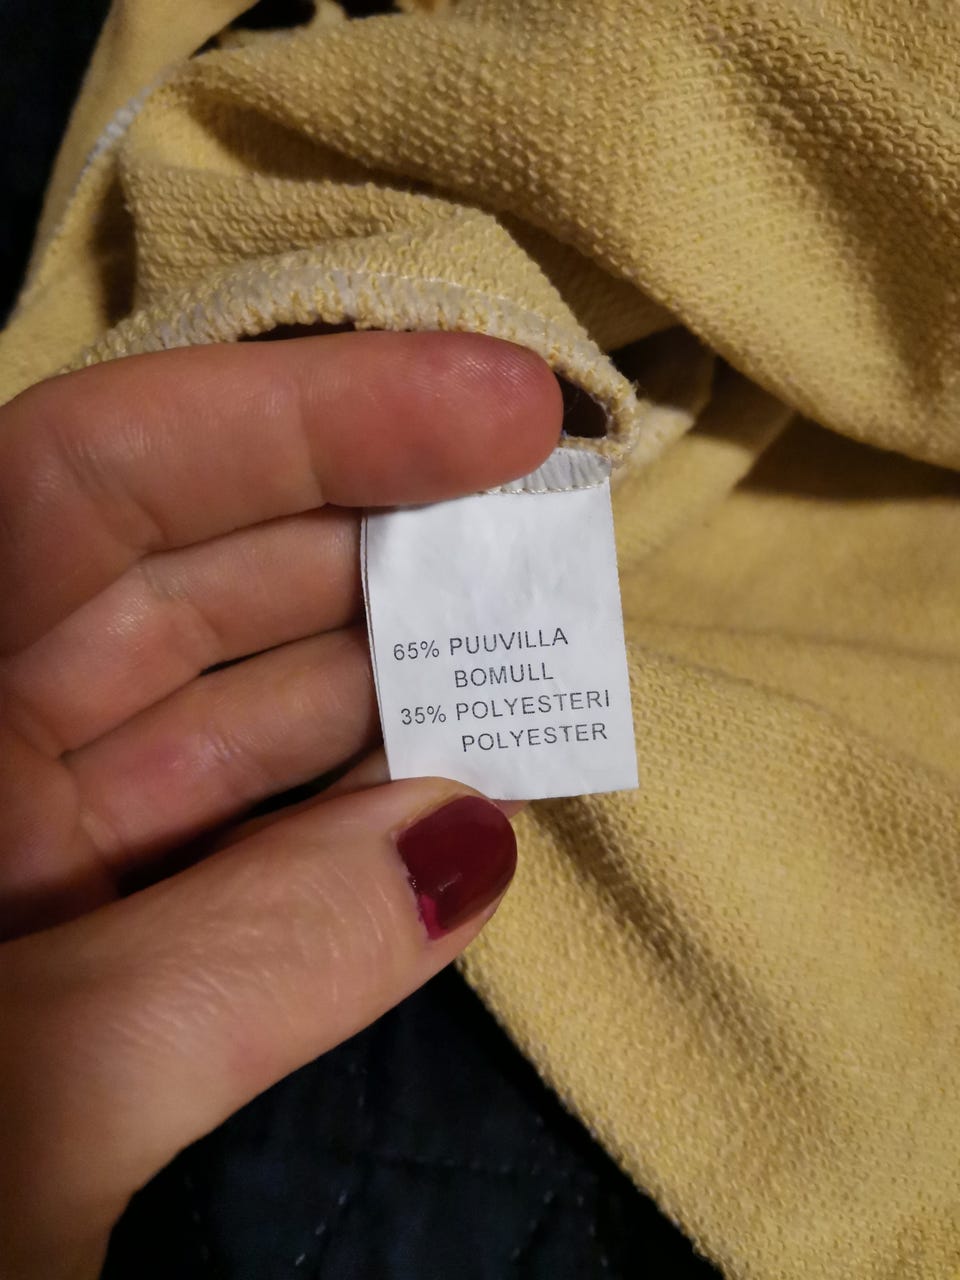 65% PUUVILLA
BOMULL
35% POLYESTERI
POLYESTER